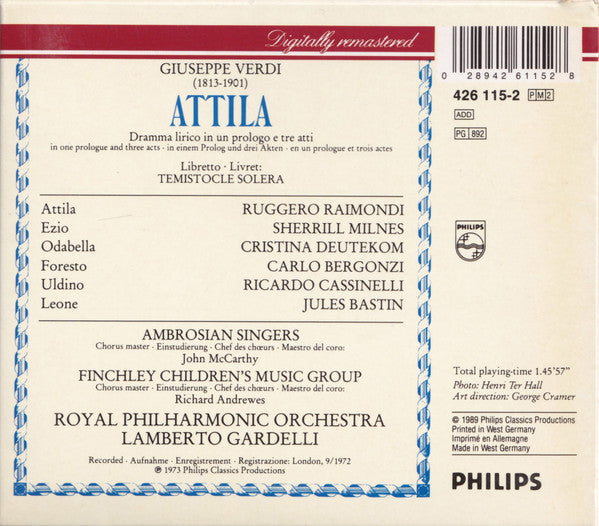 Digitally remastered
GIUSEPPE VERDI
(1813-1901)
ATTILA
Dramma lirico in un prologo e tre atti
in one prologue and three acts · in einem Prolog und drei Akten · en un prologue et trois actes
Libretto · Livret:
TEMISTOCLE SOLERA
Attila RUGGERO RAIMONDI
Ezio SHERRILL MILNES
Odabella CRISTINA DEUTEKOM
Foresto CARLO BERGONZI
Uldino RICARDO CASSINELLI
Leone JULES BASTIN
AMBROSIAN SINGERS
Chorus master · Einstudierung · Chef des chœurs · Maestro del coro:
John McCarthy
FINCHLEY CHILDREN'S MUSIC GROUP
Chorus master · Einstudierung · Chef des chœurs · Maestro del coro:
Richard Andrewes
ROYAL PHILHARMONIC ORCHESTRA
LAMBERTO GARDELLI
Recorded · Aufnahme · Enregistrement · Registrazione: London, 9/1972
℗ 1973 Philips Classics Productions
0 28942 61152 8
426 115-2 PM2
ADD
PG 892
PHILIPS
Total playing-time 1.45'57"
Photo: Henri Ter Hall
Art direction: George Cramer
© 1989 Philips Classics Productions
Printed in West Germany
Imprimé en Allemagne
Made in West Germany
PHILIPS